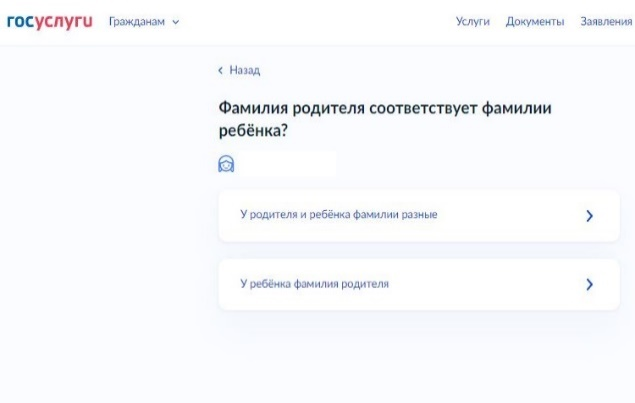 госуслуги Гражданам Услуги Документы Заявления
Назад
Фамилия родителя соответствует фамилии
ребёнка?
У родителя и ребёнка фамилии разные
У ребёнка фамилия родителя